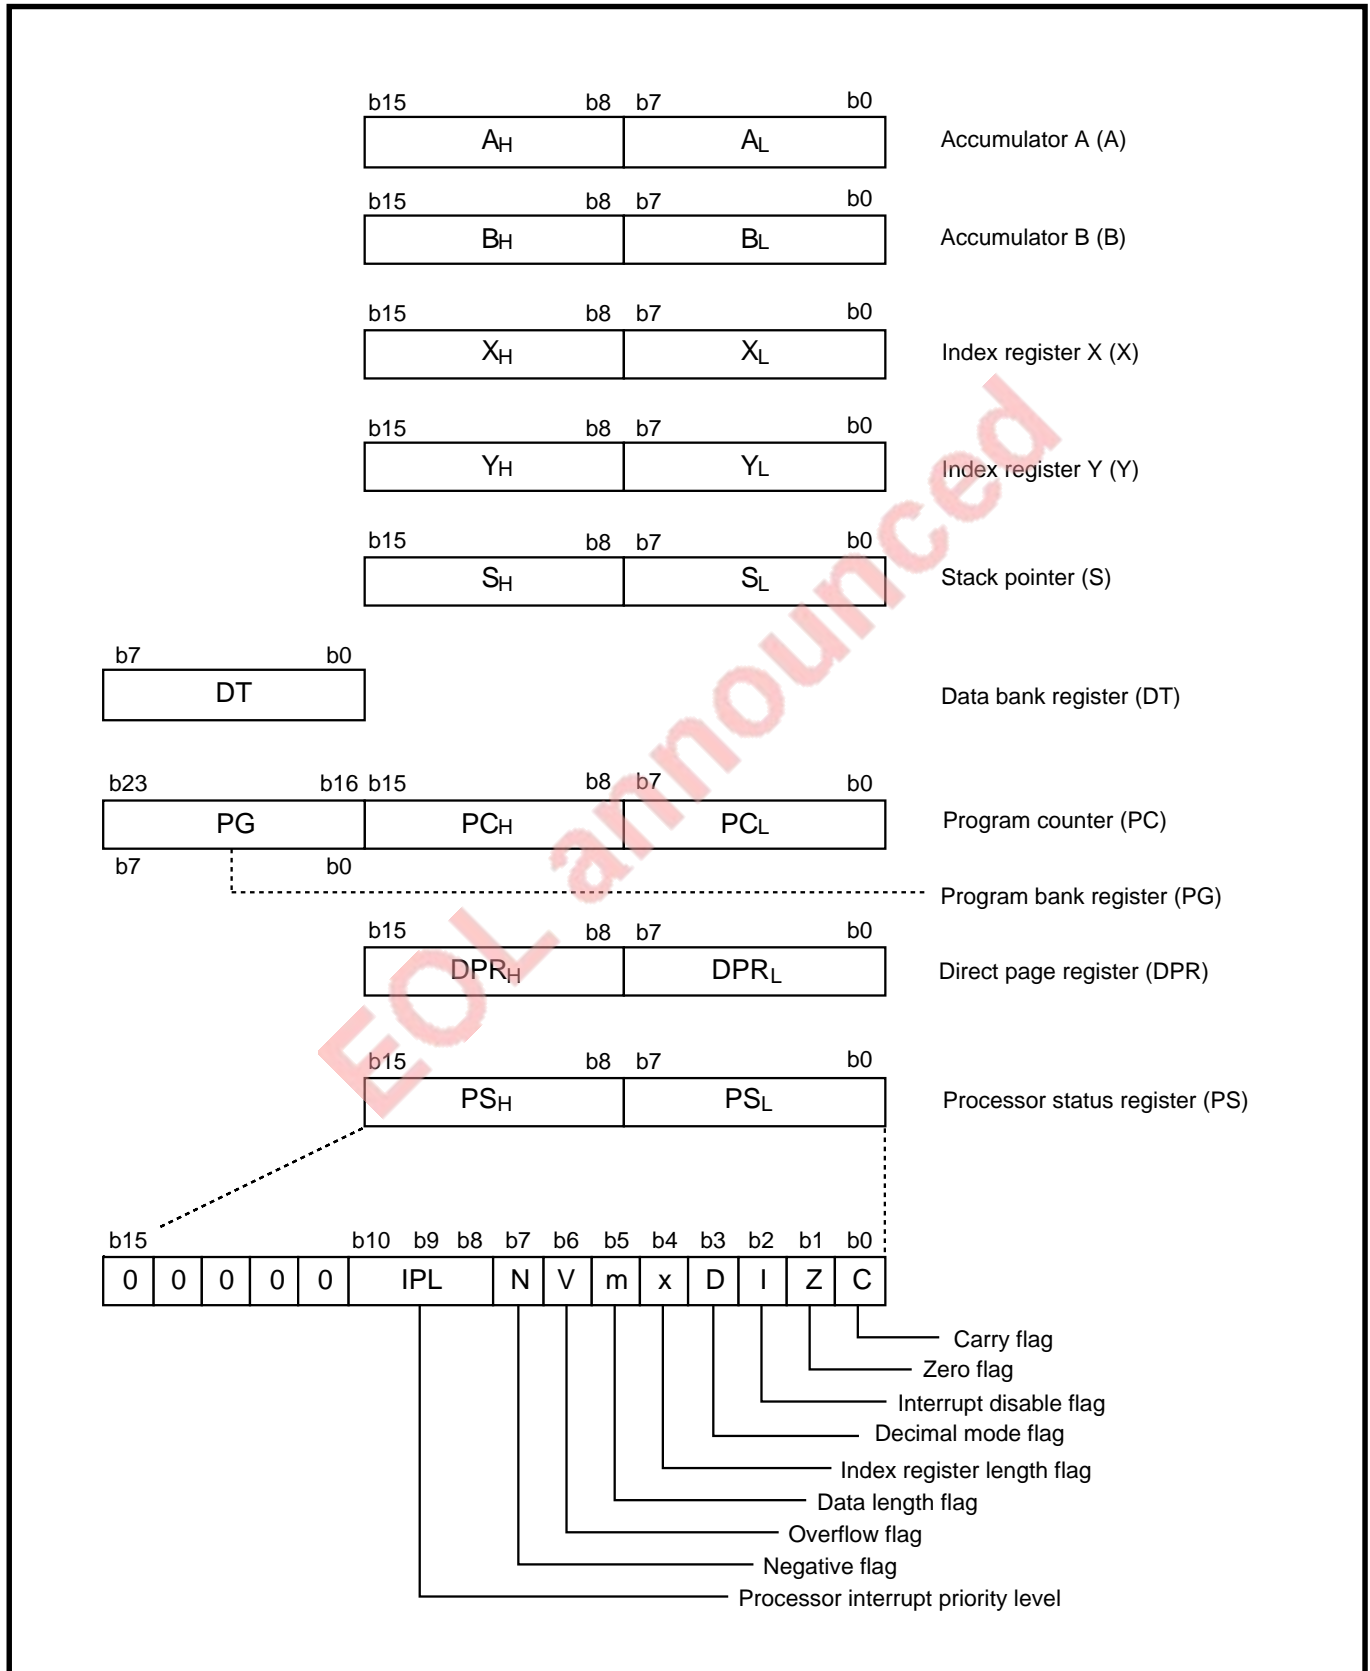 b15 b8 b7 b0
AH AL Accumulator A (A)
b15 b8 b7 b0
BH BL Accumulator B (B)
b15 b8 b7 b0
XH XL Index register X (X)
b15 b8 b7 b0
YH YL Index register Y (Y)
b15 b8 b7 b0
SH SL Stack pointer (S)
b7 b0
DT Data bank register (DT)
b23 b16 b15 b8 b7 b0
PG PCH PCL Program counter (PC)
b7 b0
Program bank register (PG)
b15 b8 b7 b0
DPRH DPRL Direct page register (DPR)
b15 b8 b7 b0
PSH PSL Processor status register (PS)
b15 b10 b9 b8 b7 b6 b5 b4 b3 b2 b1 b0
0 0 0 0 0 IPL N V m x D I Z C
Carry flag
Zero flag
Interrupt disable flag
Decimal mode flag
Index register length flag
Data length flag
Overflow flag
Negative flag
Processor interrupt priority level
EOL announced